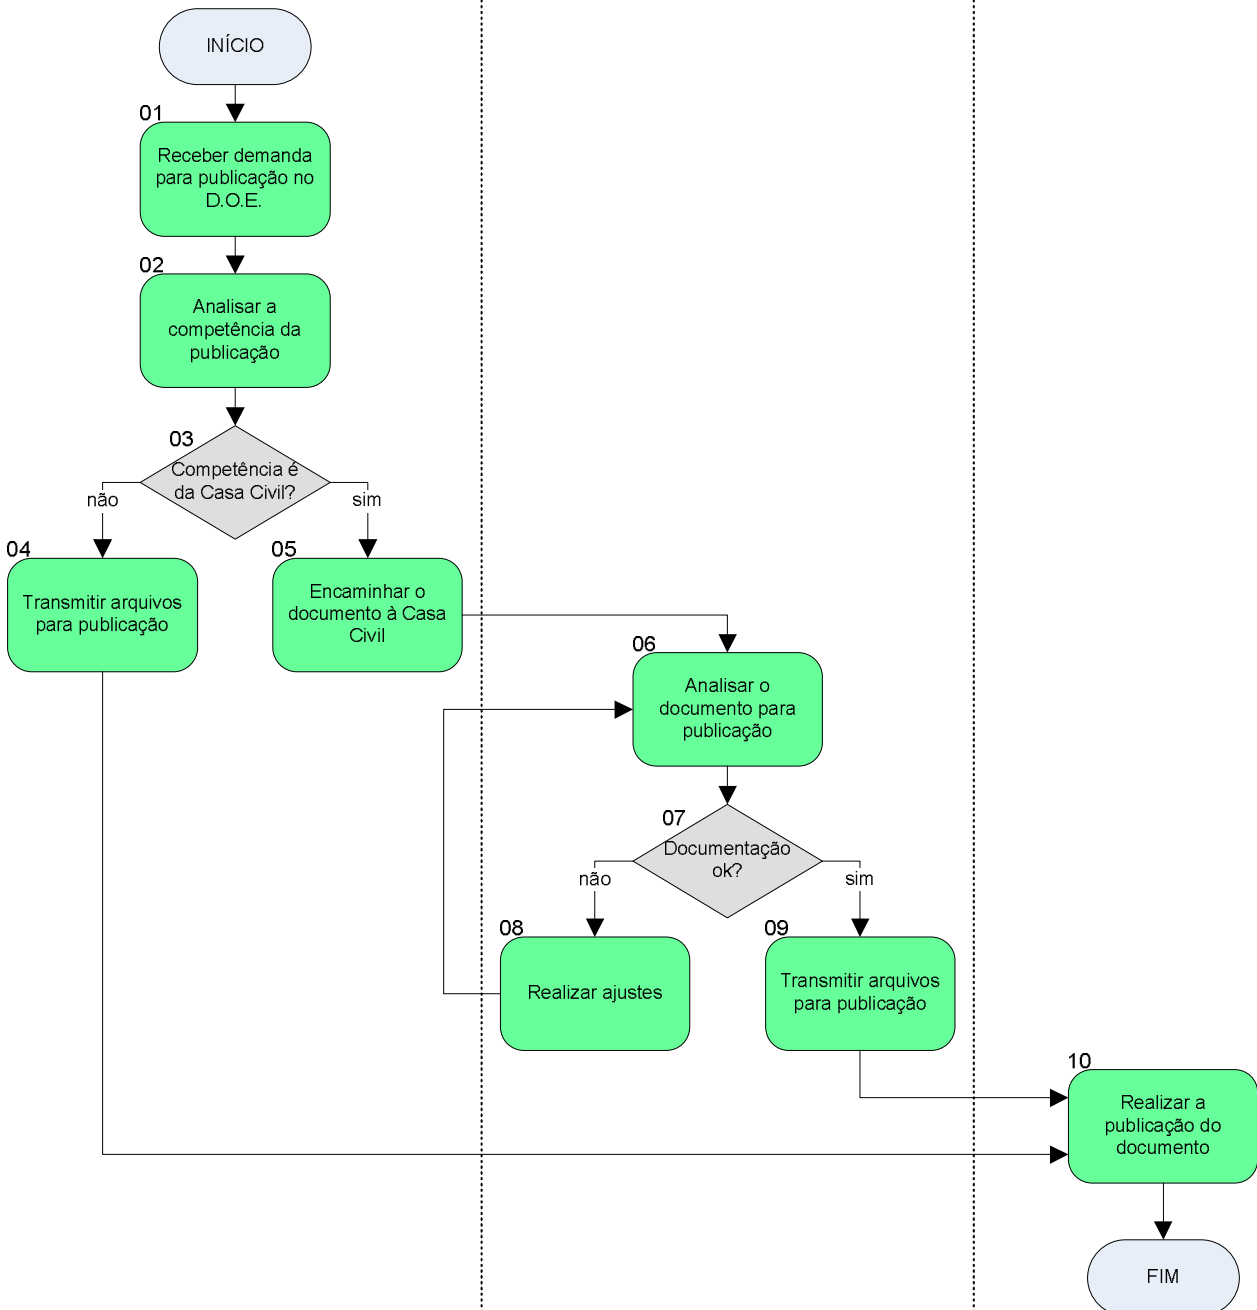 INÍCIO
01
Receber demanda
para publicação no
D.O.E.
02
Analisar a
competência da
publicação
03
Competência é
da Casa Civil?
não
sim
04
Transmitir arquivos
para publicação
05
Encaminhar o
documento à Casa
Civil
06
Analisar o
documento para
publicação
07
Documentação
ok?
não
sim
08
Realizar ajustes
09
Transmitir arquivos
para publicação
10
Realizar a
publicação do
documento
FIM